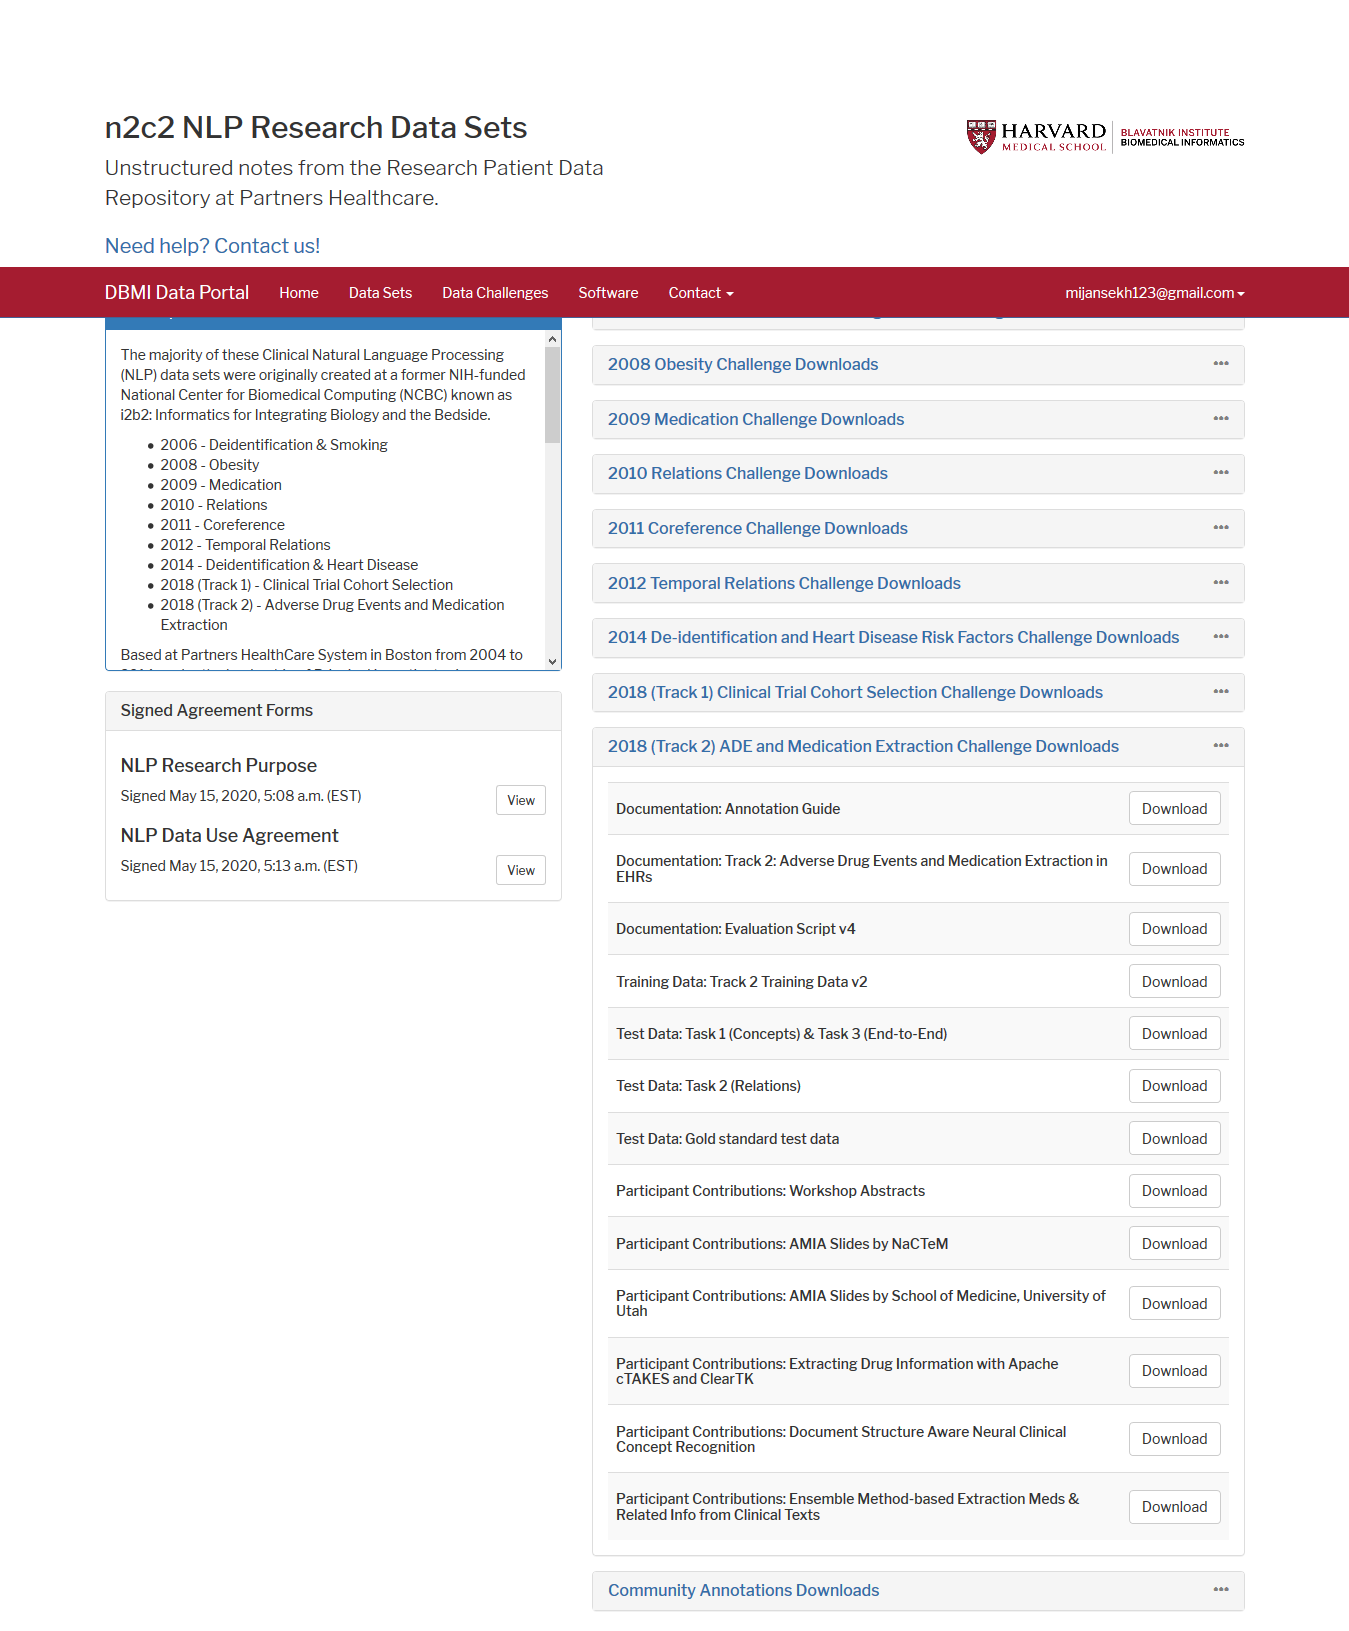 n2c2 NLP Research Data Sets
Unstructured notes from the Research Patient Data
Repository at Partners Healthcare.
Need help? Contact us!
HARVARD
MEDICAL SCHOOL
BLAVATNIK INSTITUTE
BIOMEDICAL INFORMATICS
DBMI Data Portal Home Data Sets Data Challenges Software Contact mijansekh123@gmail.com
The majority of these Clinical Natural Language Processing
(NLP) data sets were originally created at a former NIH-funded
National Center for Biomedical Computing (NCBC) known as
i2b2: Informatics for Integrating Biology and the Bedside.
• 2006 - Deidentification & Smoking
• 2008 - Obesity
• 2009 - Medication
• 2010 - Relations
• 2011 - Coreference
• 2012 - Temporal Relations
• 2014 - Deidentification & Heart Disease
• 2018 (Track 1) - Clinical Trial Cohort Selection
• 2018 (Track 2) - Adverse Drug Events and Medication
Extraction
Based at Partners HealthCare System in Boston from 2004 to
Signed Agreement Forms
NLP Research Purpose
Signed May 15, 2020, 5:08 a.m. (EST) View
NLP Data Use Agreement
Signed May 15, 2020, 5:13 a.m. (EST) View
2008 Obesity Challenge Downloads
2009 Medication Challenge Downloads
2010 Relations Challenge Downloads
2011 Coreference Challenge Downloads
2012 Temporal Relations Challenge Downloads
2014 De-identification and Heart Disease Risk Factors Challenge Downloads
2018 (Track 1) Clinical Trial Cohort Selection Challenge Downloads
2018 (Track 2) ADE and Medication Extraction Challenge Downloads
Documentation: Annotation Guide Download
Documentation: Track 2: Adverse Drug Events and Medication Extraction in
EHRs Download
Documentation: Evaluation Script v4 Download
Training Data: Track 2 Training Data v2 Download
Test Data: Task 1 (Concepts) & Task 3 (End-to-End) Download
Test Data: Task 2 (Relations) Download
Test Data: Gold standard test data Download
Participant Contributions: Workshop Abstracts Download
Participant Contributions: AMIA Slides by NaCTeM Download
Participant Contributions: AMIA Slides by School of Medicine, University of
Utah Download
Participant Contributions: Extracting Drug Information with Apache
cTAKES and ClearTK Download
Participant Contributions: Document Structure Aware Neural Clinical
Concept Recognition Download
Participant Contributions: Ensemble Method-based Extraction Meds &
Related Info from Clinical Texts Download
Community Annotations Downloads